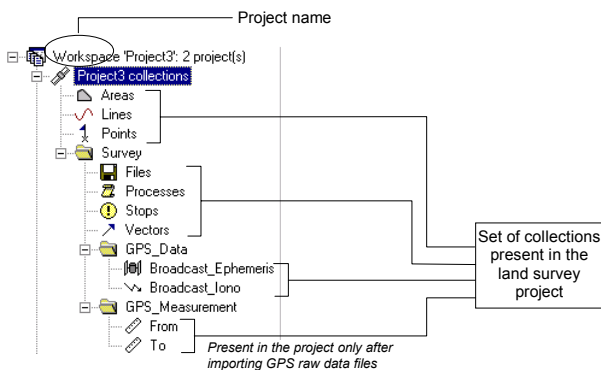 Project name
Workspace 'Project3': 2 project(s)
Project3 collections
Areas
Lines
Points
Survey
Files
Processes
Stops
Vectors
GPS_Data
Broadcast_Ephemeris
Broadcast_Iono
GPS_Measurement
From
To
Set of collections
present in the
land survey
project
Present in the project only after
importing GPS raw data files